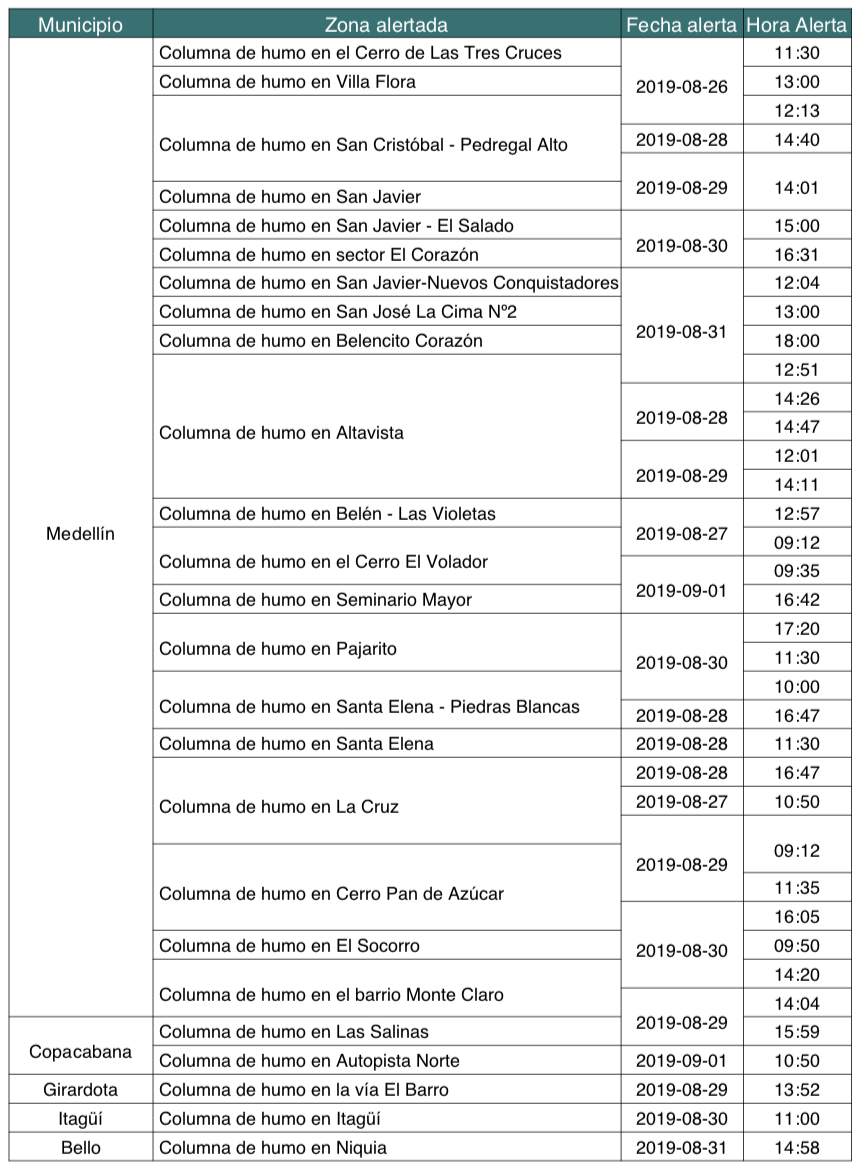 Municipio Zona alertada Fecha alerta Hora Alerta
Columna de humo en el Cerro de Las Tres Cruces 11:30
Columna de humo en Villa Flora 2019-08-26 13:00
12:13
Columna de humo en San Cristóbal - Pedregal Alto 2019-08-28 14:40
2019-08-29 14:01
Columna de humo en San Javier
Columna de humo en San Javier - El Salado 15:00
2019-08-30
Columna de humo en sector El Corazón 16:31
Columna de humo en San Javier-Nuevos Conquistadores 12:04
Columna de humo en San José La Cima Nº2 13:00
2019-08-31
Columna de humo en Belencito Corazón 18:00
12:51
14:26
2019-08-28
Columna de humo en Altavista 14:47
12:01
2019-08-29
14:11
Columna de humo en Belén - Las Violetas 12:57
Medellín 2019-08-27
09:12
Columna de humo en el Cerro El Volador
09:35
2019-09-01
Columna de humo en Seminario Mayor 16:42
17:20
Columna de humo en Pajarito
2019-08-30 11:30
10:00
Columna de humo en Santa Elena - Piedras Blancas
2019-08-28 16:47
Columna de humo en Santa Elena 2019-08-28 11:30
2019-08-28 16:47
Columna de humo en La Cruz 2019-08-27 10:50
09:12
2019-08-29
11:35
Columna de humo en Cerro Pan de Azúcar
16:05
Columna de humo en El Socorro 2019-08-30 09:50
14:20
Columna de humo en el barrio Monte Claro
14:04
2019-08-29
Columna de humo en Las Salinas 15:59
Copacabana
Columna de humo en Autopista Norte 2019-09-01 10:50
Girardota Columna de humo en la vía El Barro 2019-08-29 13:52
Itagüí Columna de humo en Itagüí 2019-08-30 11:00
Bello Columna de humo en Niquia 2019-08-31 14:58